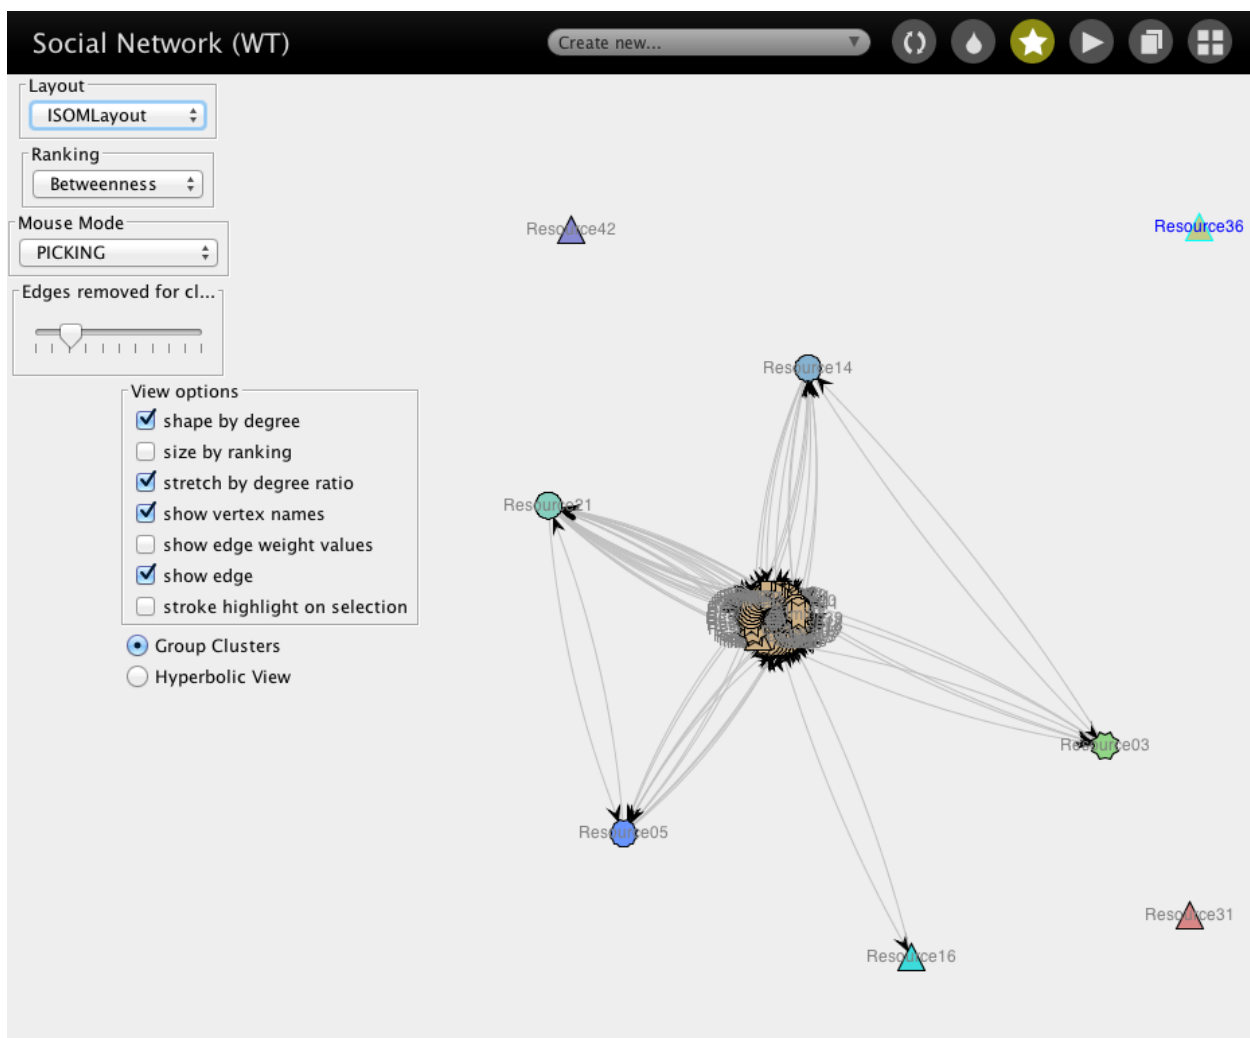 Social Network (WT)
Create new...
Layout
ISOMLayout
Ranking
Betweenness
Mouse Mode
PICKING
Edges removed for cl...
View options
shape by degree
size by ranking
stretch by degree ratio
show vertex names
show edge weight values
show edge
stroke highlight on selection
Group Clusters
Hyperbolic View
Resource42
Resource36
Resource14
Resource21
Resource03
Resource05
Resource31
Resource16